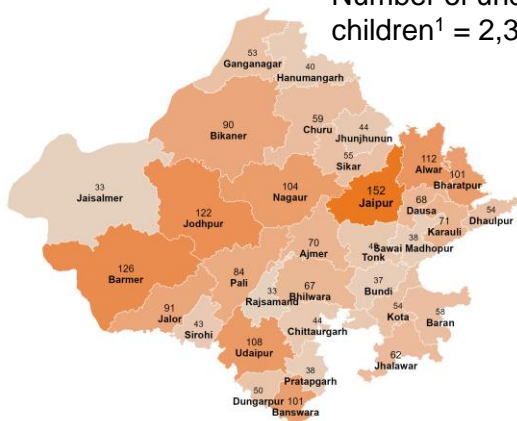 Number of und
children1 = 2,3
53
Ganganagar
40
Hanumangarh
90
Bikaner
59
Churu
44
Jhunjhunun
55
Sikar
112
Alwar
101
Bharatpur
33
Jaisalmer
122
Jodhpur
104
Nagaur
152
Jaipur
68
Dausa
71
Karauli
54
Dhaulpur
126
Barmer
84
Pali
70
Ajmer
Tonk
38
Sawai Madhopur
91
Jalor
43
Sirohi
33
Rajsamand
67
Bhilwara
37
Bundi
54
Kota
58
Baran
108
Udaipur
44
Chittaurgarh
38
Pratapgarh
62
Jhalawar
50
Dungarpur
101
Banswara